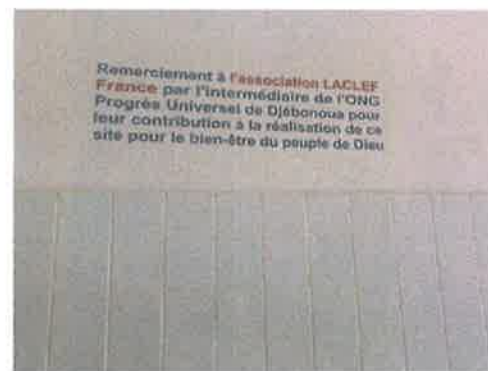 Remerciement à l'association LACLEF
France par l'intermédiaire de l'ONG
Progrès Universel de Djébonoua pour
leur contribution à la réalisation de ce
site pour le bien-être du peuple de Dieu